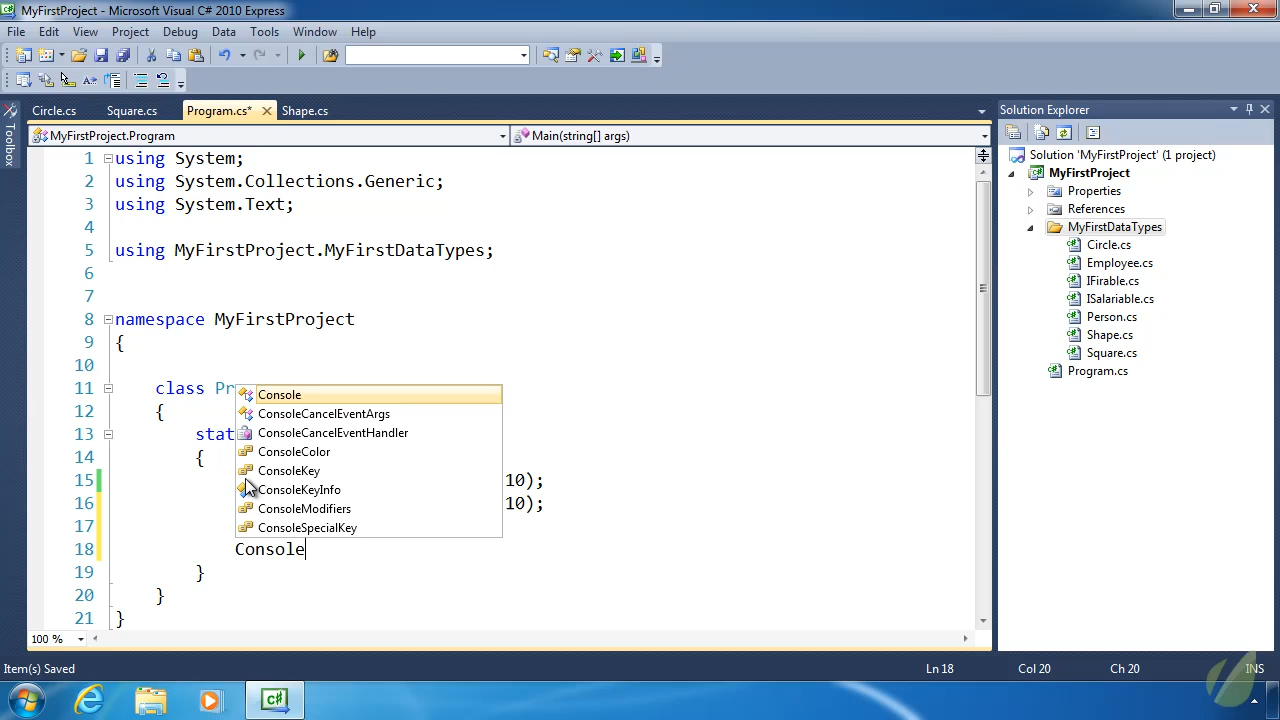 MyFirstProject - Microsoft Visual C# 2010 Express
File Edit View Project Debug Data Tools Window Help
Circle.cs Square.cs Program.cs* Shape.cs
MyFirstProject.Program Main(string[] args)
Toolbox
1 using System;
2 using System.Collections.Generic;
3 using System.Text;
4
5 using MyFirstProject.MyFirstDataTypes;
6
7
8 namespace MyFirstProject
9 {
10
11 class Pr
12 {
13 stat
14 {
15 10);
16 10);
17
18 Console
19 }
20 }
21 }
Console
ConsoleCancelEventArgs
ConsoleCancelEventHandler
ConsoleColor
ConsoleKey
ConsoleKeyInfo
ConsoleModifiers
ConsoleSpecialKey
100 %
Solution Explorer
Solution 'MyFirstProject' (1 project)
MyFirstProject
Properties
References
MyFirstDataTypes
Circle.cs
Employee.cs
IFirable.cs
ISalariable.cs
Person.cs
Shape.cs
Square.cs
Program.cs
Item(s) Saved Ln 18 Col 20 Ch 20 INS